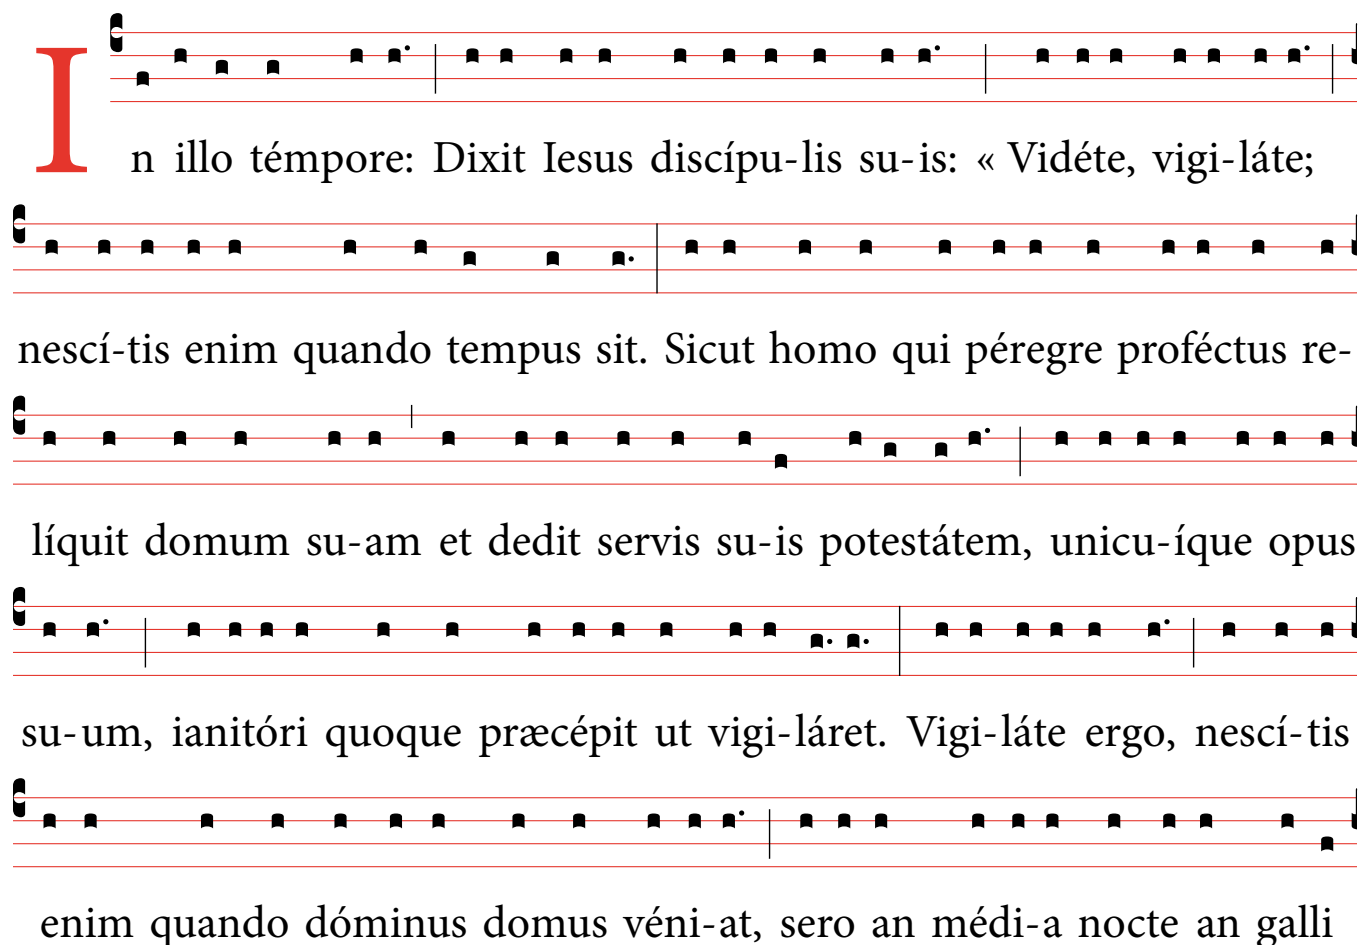 In illo témpore: Dixit Iesus discípu-lis su-is: « Vidéte, vigi-láte;
nescí-tis enim quando tempus sit. Sicut homo qui péregre proféctus re-
líquit domum su-am et dedit servis su-is potestátem, unicu-íque opus
su-um, ianitóri quoque præcépit ut vigi-láret. Vigi-láte ergo, nescí-tis
enim quando dóminus domus véni-at, sero an médi-a nocte an galli